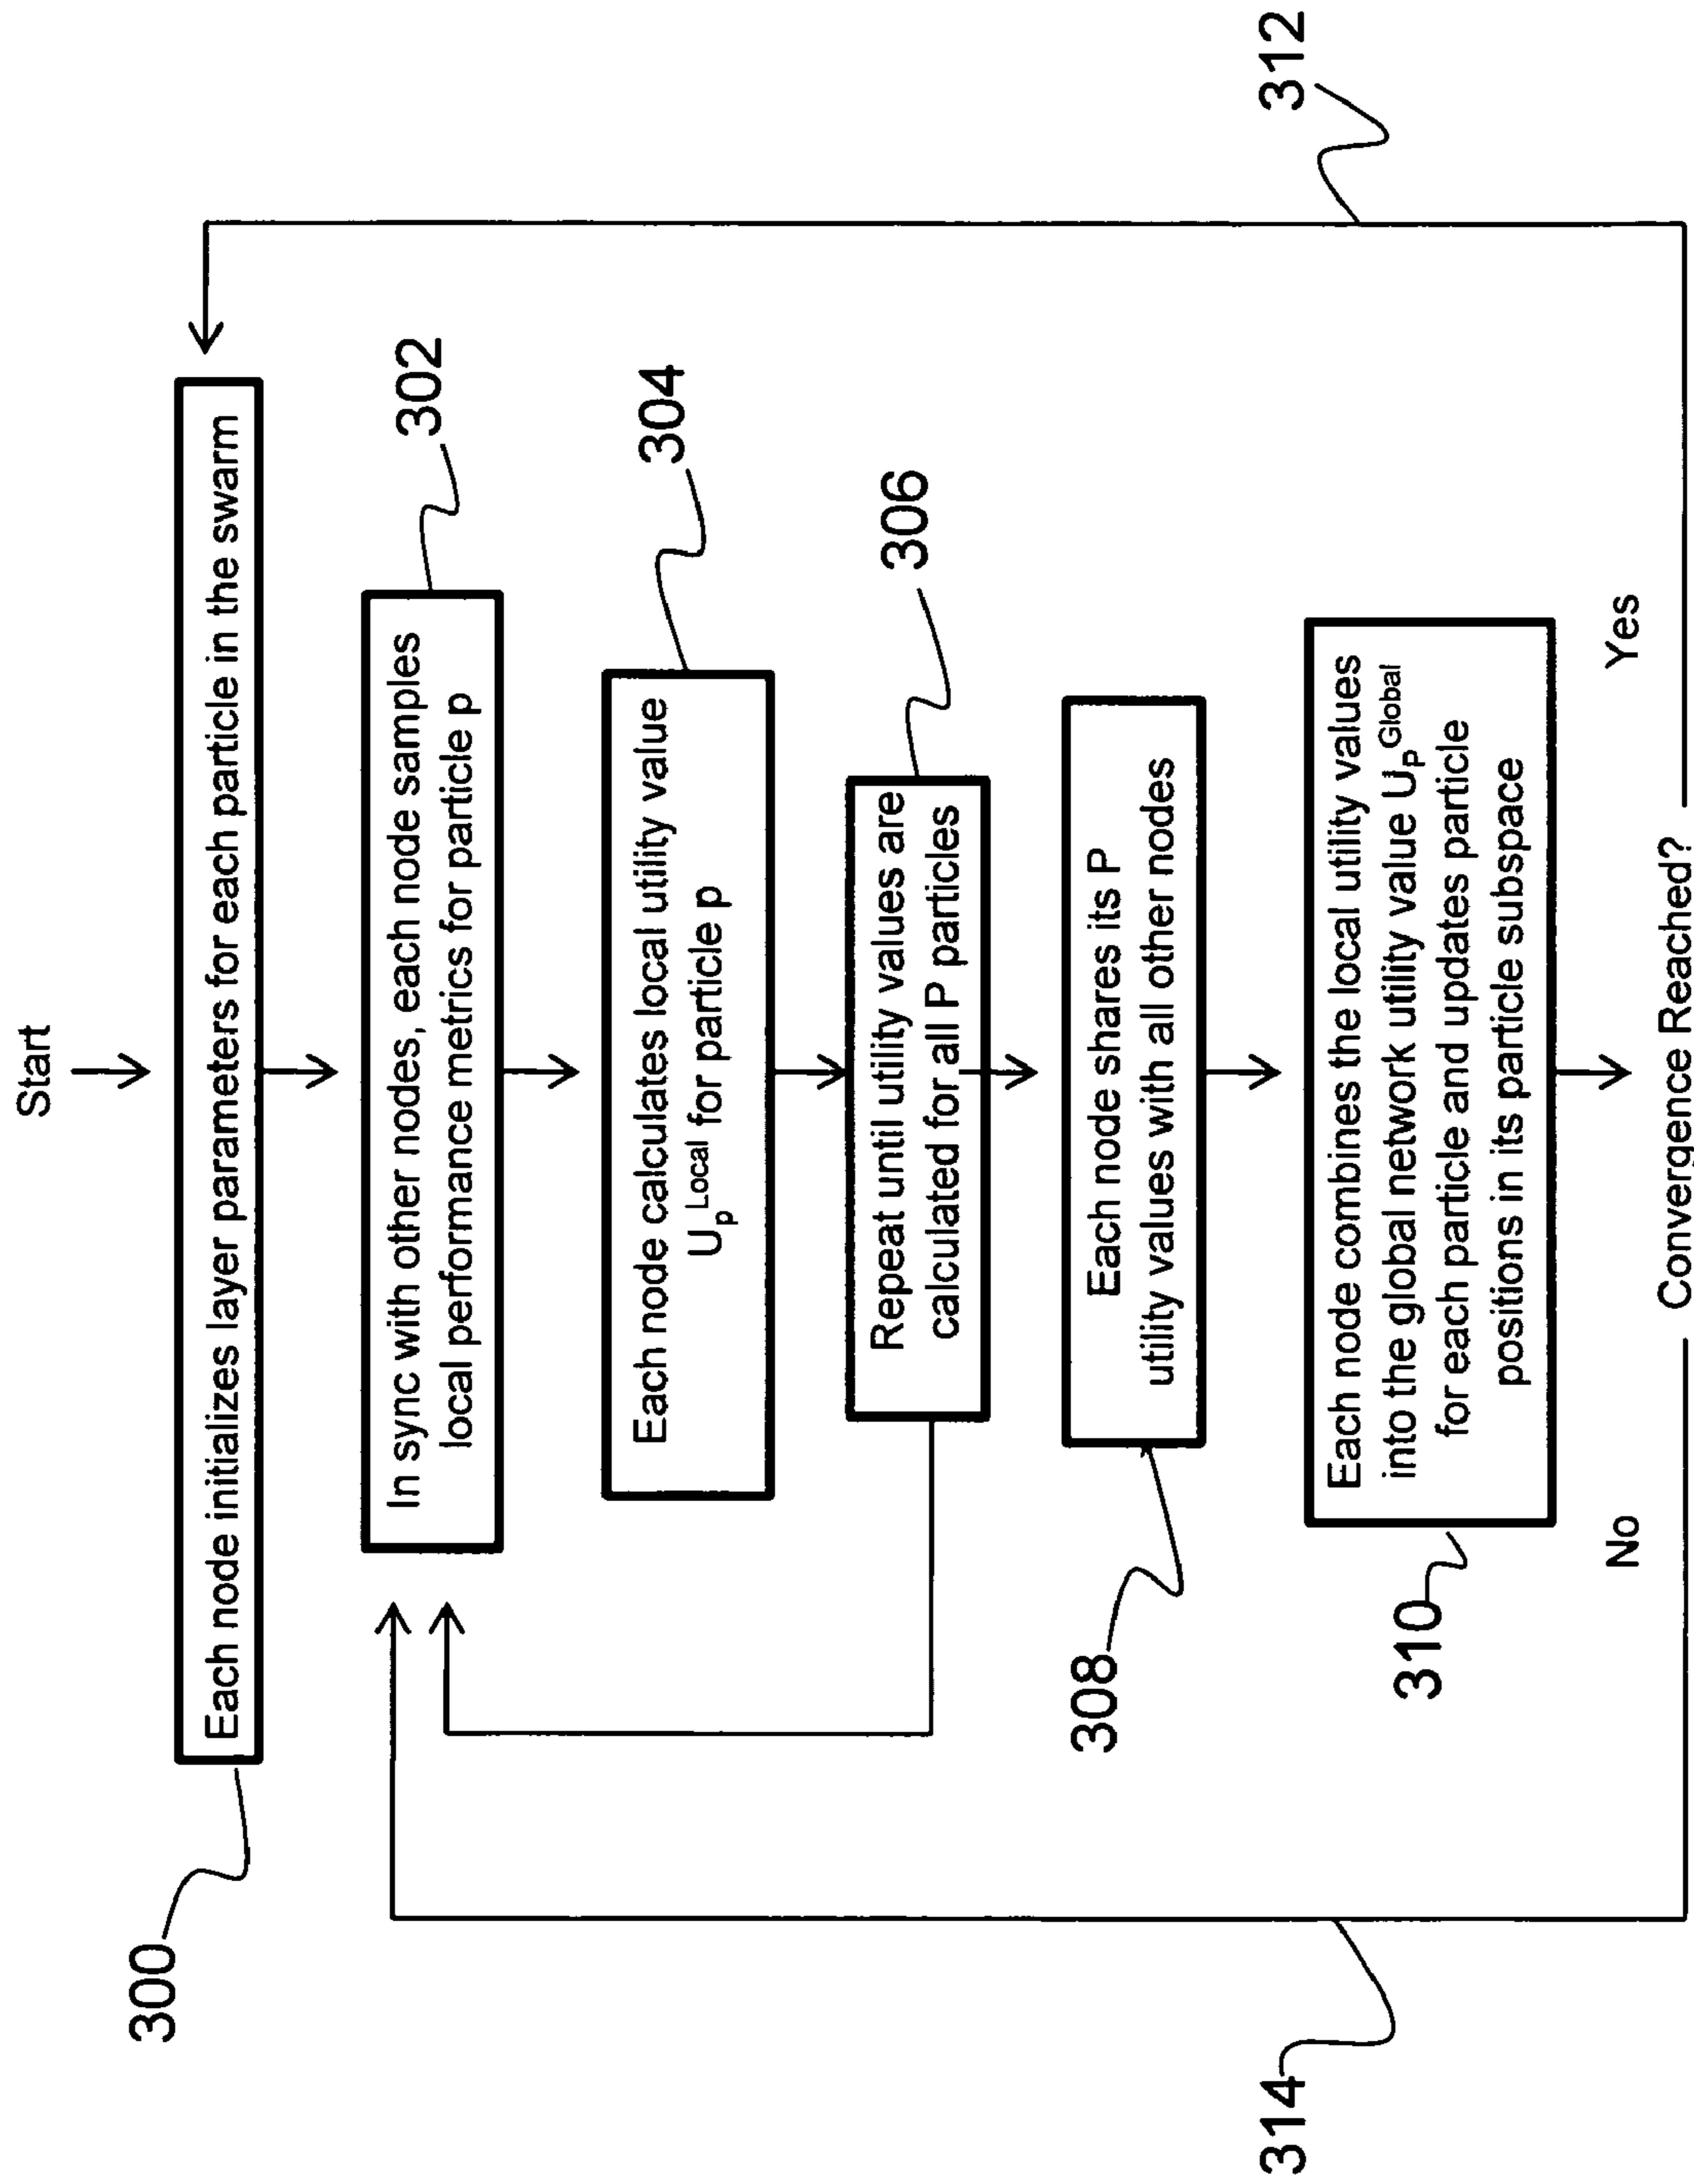 Start
Each node initializes layer parameters for each particle in the swarm
300
In sync with other nodes, each node samples
local performance metrics for particle p
302
Each node calculates local utility value
U_p^Local for particle p
304
Repeat until utility values are
calculated for all P particles
306
Each node shares its P
utility values with all other nodes
308
Each node combines the local utility values
into the global network utility value U_P^Global
for each particle and updates particle
positions in its particle subspace
310
No
Yes
Convergence Reached?
312
314